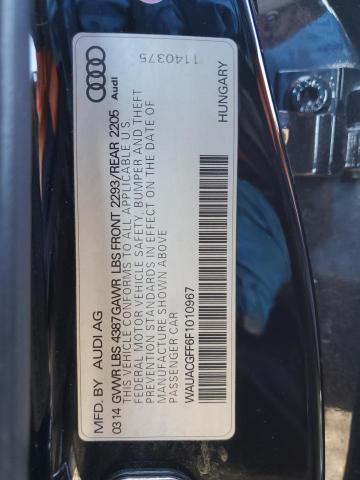 MFD. BY AUDI AG
03 14 GVWR LBS 4387 GAWR LBS FRONT 2293/REAR 2205
THIS VEHICLE CONFORMS TO ALL APPLICABLE U.S.
FEDERAL MOTOR VEHICLE SAFETY, BUMPER AND THEFT
PREVENTION STANDARDS IN EFFECT ON THE DATE OF
MANUFACTURE SHOWN ABOVE
PASSENGER CAR
WAUACGFF6F1010967
Audi
1140375
HUNGARY